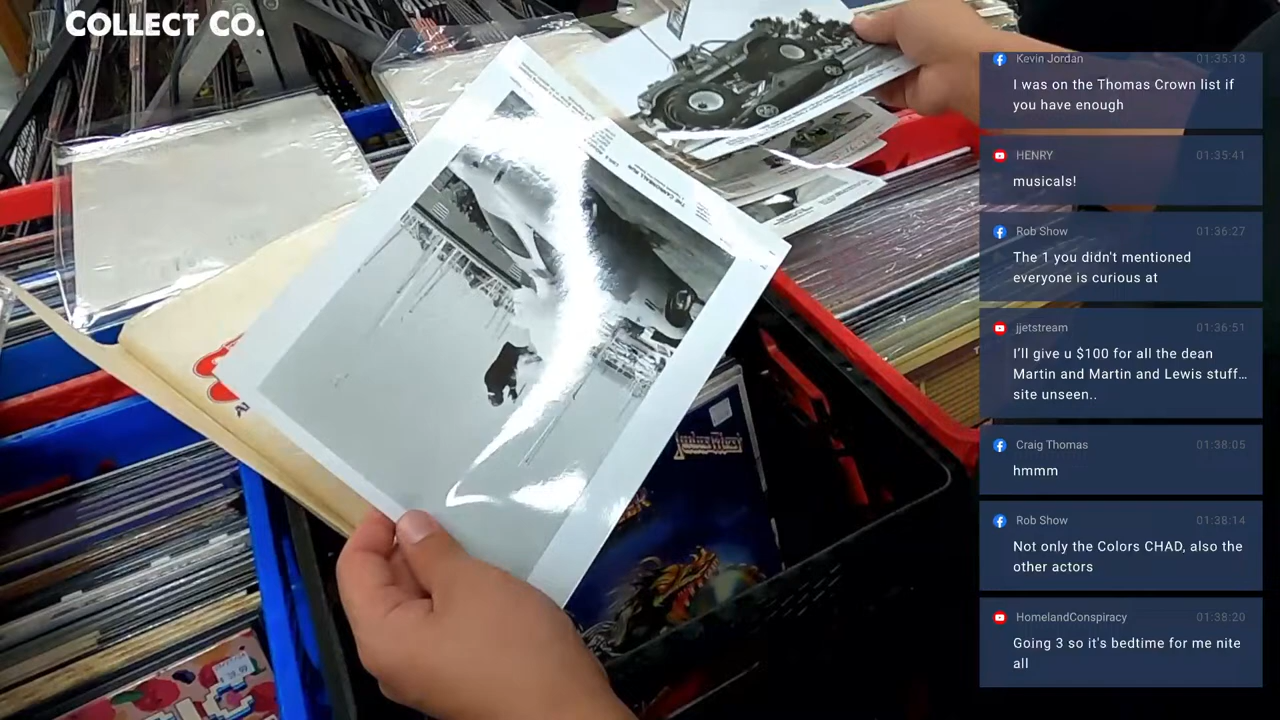 COLLECT CO.
Kevin Jordan 01:35:13
I was on the Thomas Crown list if
you have enough
HENRY 01:35:41
musicals!
Rob Show 01:36:27
The 1 you didn't mentioned
everyone is curious at
jjetstream 01:36:51
I'll give u $100 for all the dean
Martin and Martin and Lewis stuff…
site unseen..
Craig Thomas 01:38:05
hmmm
Rob Show 01:38:14
Not only the Colors CHAD, also the
other actors
HomelandConspiracy 01:38:20
Going 3 so it's bedtime for me nite
all
THE CANNONBALL RUN
Judas Priest